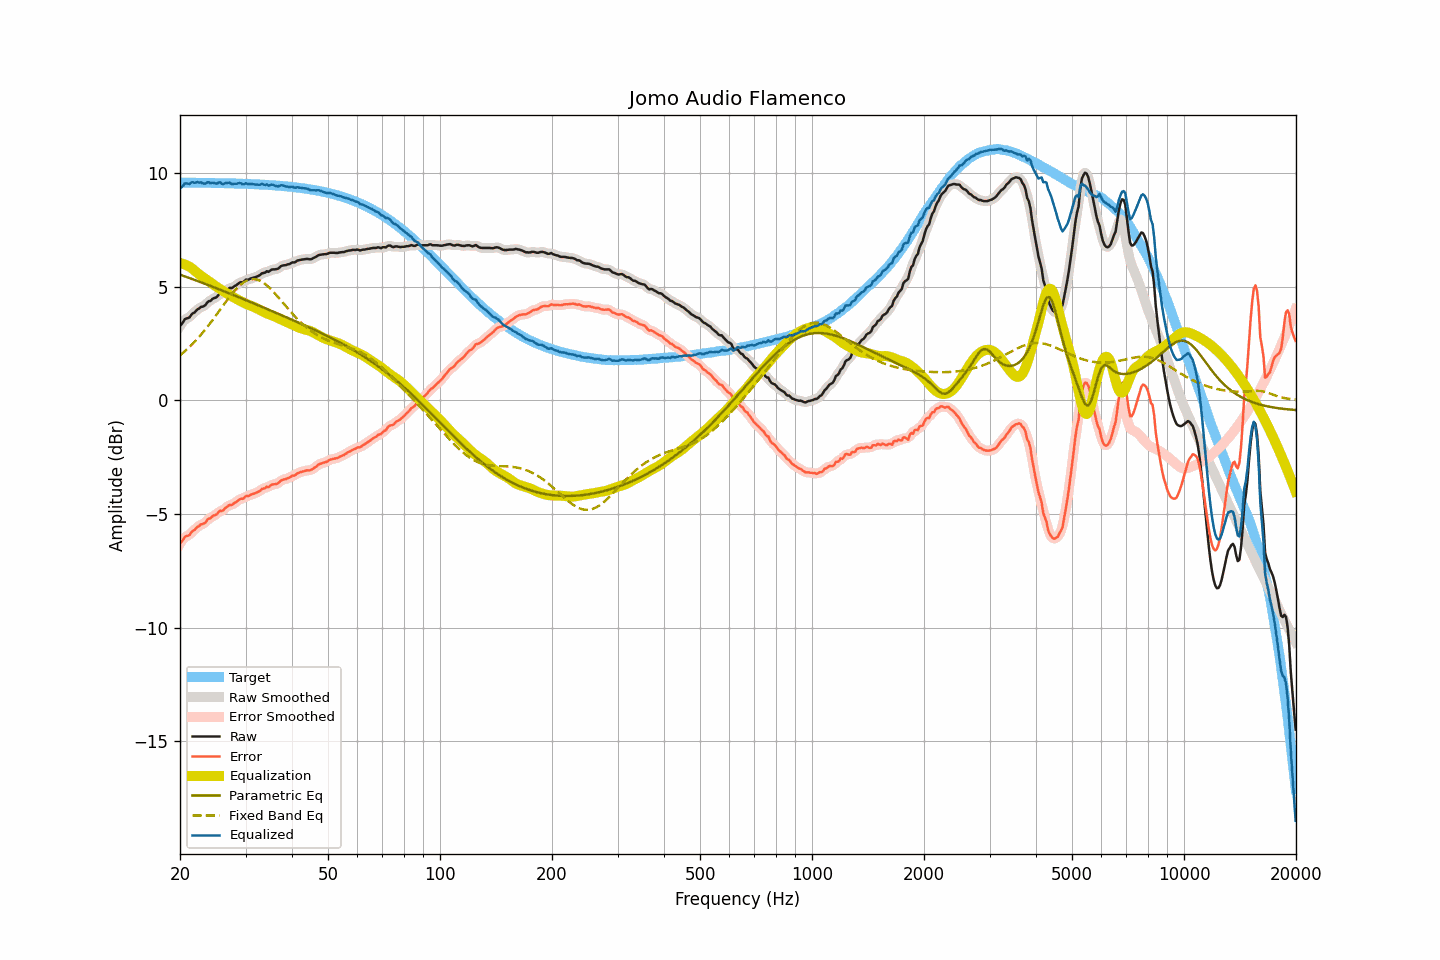 Jomo Audio Flamenco
10
5
0
−5
−10
−15
Amplitude (dBr)
Target
Raw Smoothed
Error Smoothed
Raw
Error
Equalization
Parametric Eq
Fixed Band Eq
Equalized
20 50 100 200 500 1000 2000 5000 10000 20000
Frequency (Hz)